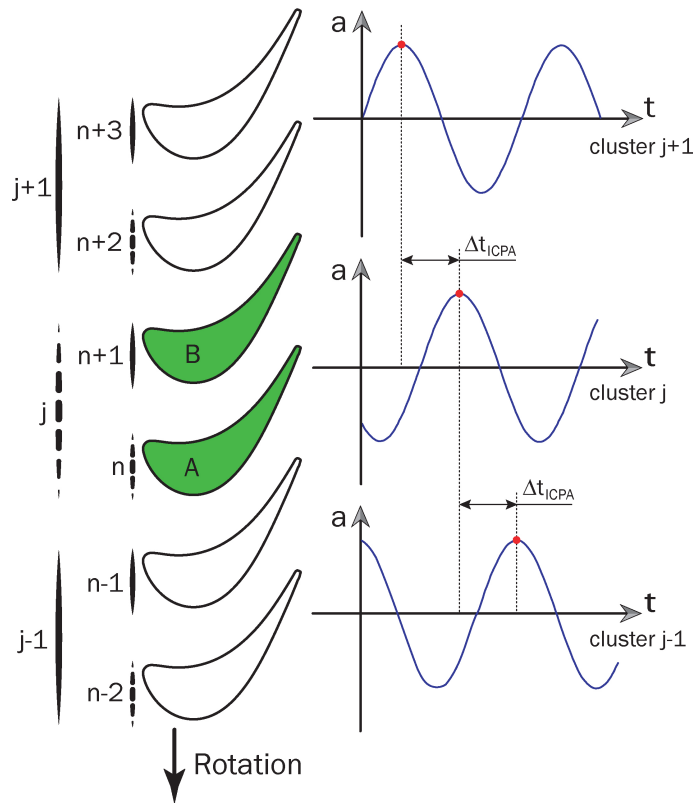 a
t
cluster j+1
n+3
j+1
n+2
Δt_ICPA
a
t
cluster j
n+1
B
j
n
A
Δt_ICPA
a
t
cluster j-1
n-1
j-1
n-2
Rotation